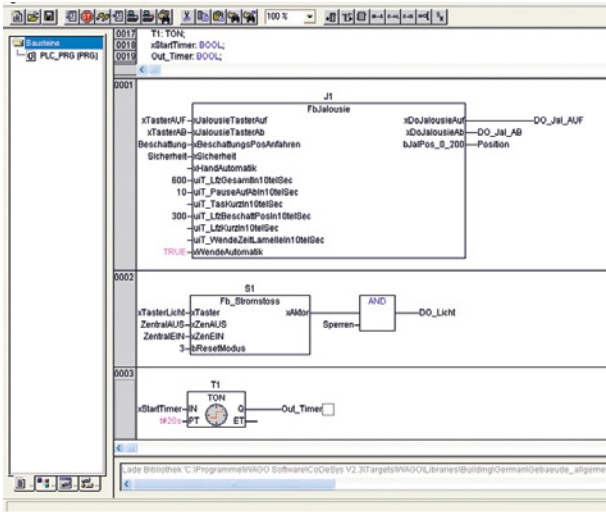 100 %
Bausteine
PLC_PRG (PRG)
0017 T1: TON;
0018 xStartTimer: BOOL;
0019 Out_Timer: BOOL;
0001
J1
FbJalousie
xTasterAUF xJalousieTasterAuf xDoJalousieAuf DO_Jal_AUF
xTasterAB xJalousieTasterAb xDoJalousieAb DO_Jal_AB
Beschattung xBeschattungsPosAnfahren bJalPos_0_200 Position
Sicherheit xSicherheit
xHandAutomatik
600 uiT_LfzGesamtIn10telSec
10 uiT_PauseAufAbIn10telSec
uiT_TasKurzIn10telSec
300 uiT_LfzBeschattPosIn10telSec
uiT_LfzKurzIn10telSec
uiT_WendeZeitLamelleIn10telSec
TRUE xWendeAutomatik
0002
S1
Fb_Stromstoss
xTasterLicht xTaster xAktor AND DO_Licht
ZentralAUS xZenAUS Sperren
ZentralEIN xZenEIN
3 bResetModus
0003
T1
TON
xStartTimer IN Q Out_Timer
t#20s PT ET
Lade Bibliothek 'C:\Programme\WAGO Software\CoDeSys V2.3\Targets\WAGO\Libraries\Building\German\Gebaeude_allgeme